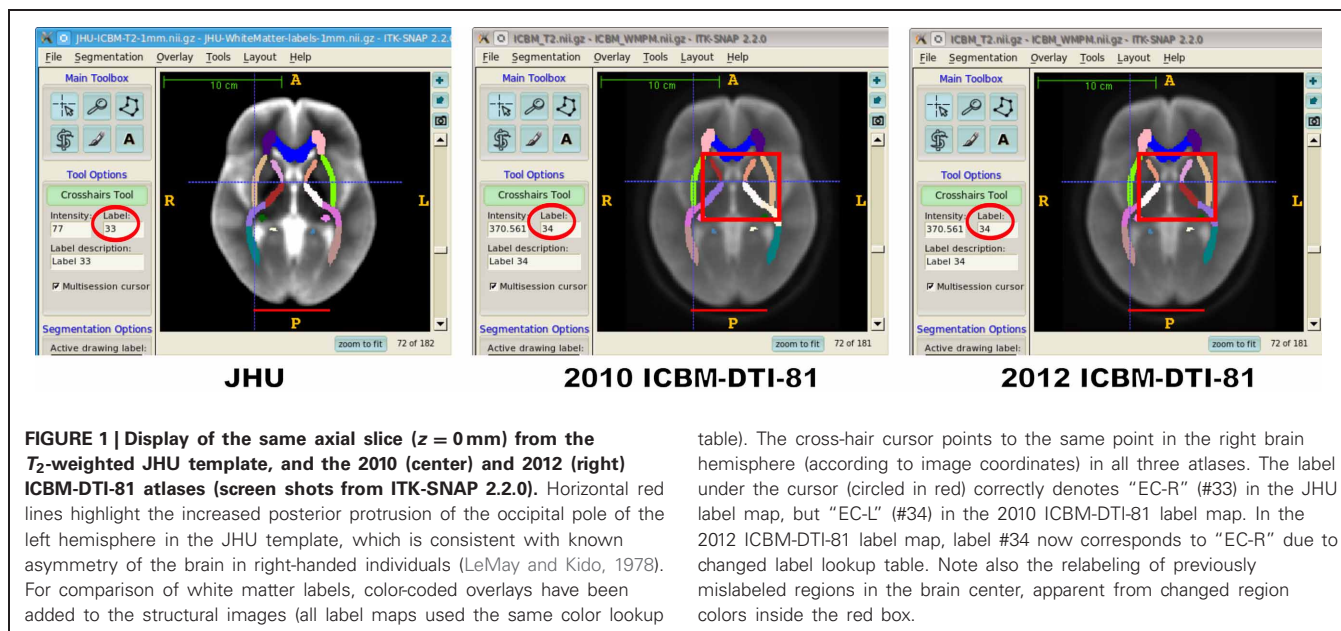 JHU-ICBM-T2-1mm.nii.gz - JHU-WhiteMatter-labels-1mm.nii.gz - ITK-SNAP 2.2.0
File Segmentation Overlay Tools Layout Help
Main Toolbox
A
Tool Options
Crosshairs Tool
Intensity: Label:
77 33
Label description:
Label 33
Multisession cursor
Segmentation Options
Active drawing label:
10 cm
A
R
L
P
zoom to fit 72 of 182
JHU
ICBM_T2.nii.gz - ICBM_WMPM.nii.gz - ITK-SNAP 2.2.0
File Segmentation Overlay Tools Layout Help
Main Toolbox
A
Tool Options
Crosshairs Tool
Intensity: Label:
370.561 34
Label description:
Label 34
Multisession cursor
Segmentation Options
Active drawing label:
10 cm
A
R
L
P
zoom to fit 72 of 181
2010 ICBM-DTI-81
ICBM_T2.nii.gz - ICBM_WMPM.nii.gz - ITK-SNAP 2.2.0
File Segmentation Overlay Tools Layout Help
Main Toolbox
A
Tool Options
Crosshairs Tool
Intensity: Label:
370.561 34
Label description:
Label 34
Multisession cursor
Segmentation Options
Active drawing label:
10 cm
A
R
L
P
zoom to fit 72 of 181
2012 ICBM-DTI-81
FIGURE 1 | Display of the same axial slice (z = 0 mm) from the
T2-weighted JHU template, and the 2010 (center) and 2012 (right)
ICBM-DTI-81 atlases (screen shots from ITK-SNAP 2.2.0). Horizontal red
lines highlight the increased posterior protrusion of the occipital pole of the
left hemisphere in the JHU template, which is consistent with known
asymmetry of the brain in right-handed individuals (LeMay and Kido, 1978).
For comparison of white matter labels, color-coded overlays have been
added to the structural images (all label maps used the same color lookup
table). The cross-hair cursor points to the same point in the right brain
hemisphere (according to image coordinates) in all three atlases. The label
under the cursor (circled in red) correctly denotes “EC-R” (#33) in the JHU
label map, but “EC-L” (#34) in the 2010 ICBM-DTI-81 label map. In the
2012 ICBM-DTI-81 label map, label #34 now corresponds to “EC-R” due to
changed label lookup table. Note also the relabeling of previously
mislabeled regions in the brain center, apparent from changed region
colors inside the red box.